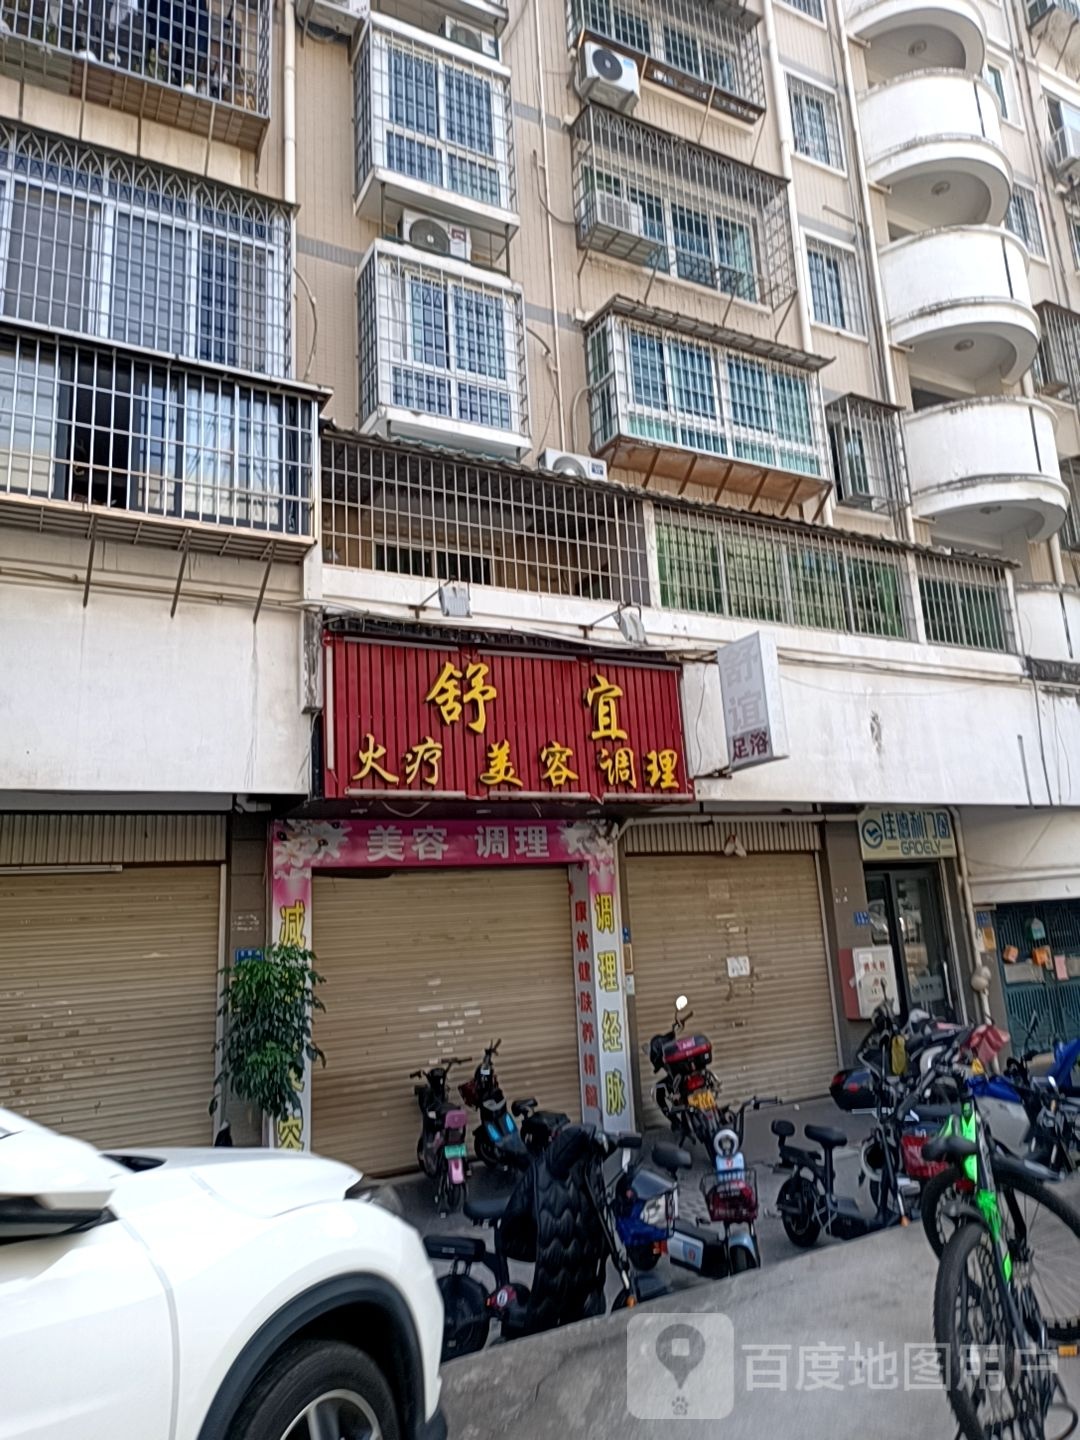 舒宜
火疗 美容调理
舒谊
足浴
美容 调理
减
容
康体健肤养精
调理经脉
佳德利门窗
GADELY
百度地图用户